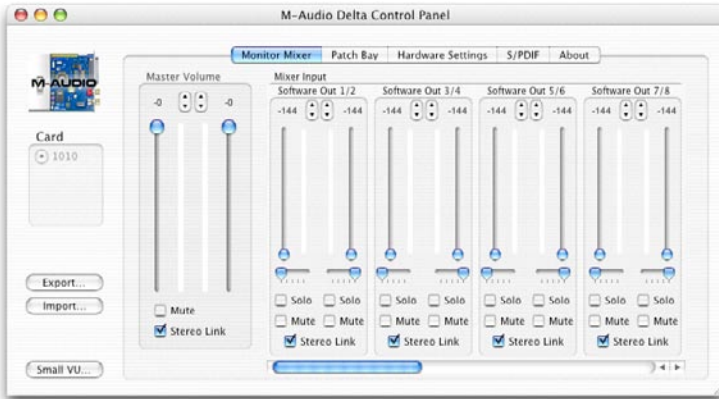 M-Audio Delta Control Panel
Monitor Mixer Patch Bay Hardware Settings S/PDIF About
M-AUDIO
Card
1010
Export...
Import...
Small VU...
Master Volume
-0 -0
Mute
Stereo Link
Mixer Input
Software Out 1/2 Software Out 3/4 Software Out 5/6 Software Out 7/8
-144 -144 -144 -144 -144 -144 -144 -144
Solo Solo Solo Solo Solo Solo Solo Solo
Mute Mute Mute Mute Mute Mute Mute Mute
Stereo Link Stereo Link Stereo Link Stereo Link